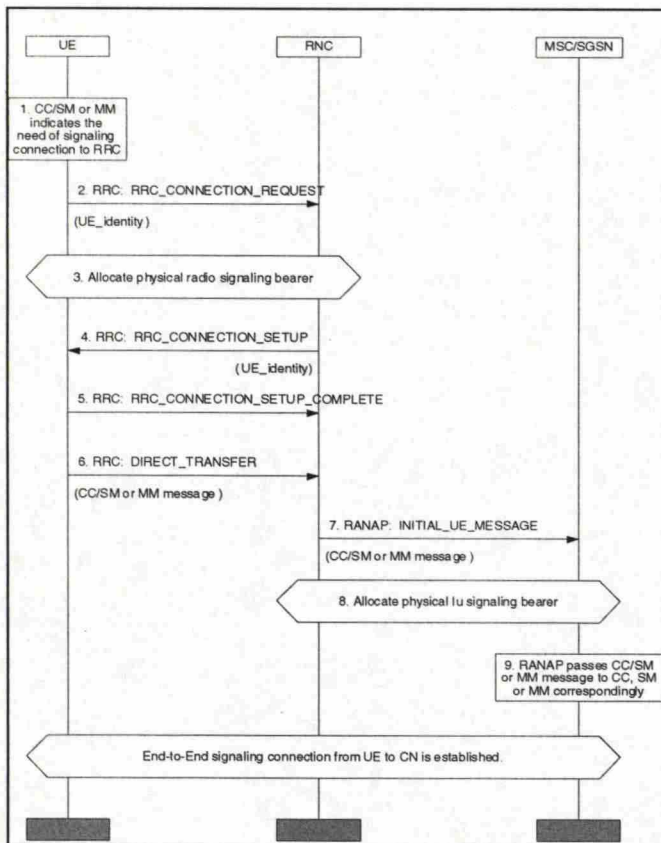 UE
RNC
MSC/SGSN
1. CC/SM or MM
indicates the
need of signaling
connection to RRC
2. RRC: RRC_CONNECTION_REQUEST
(UE_identity)
3. Allocate physical radio signaling bearer
4. RRC: RRC_CONNECTION_SETUP
(UE_identity)
5. RRC: RRC_CONNECTION_SETUP_COMPLETE
6. RRC: DIRECT_TRANSFER
(CC/SM or MM message)
7. RANAP: INITIAL_UE_MESSAGE
(CC/SM or MM message)
8. Allocate physical Iu signaling bearer
9. RANAP passes CC/SM
or MM message to CC, SM
or MM correspondingly
End-to-End signaling connection from UE to CN is established.